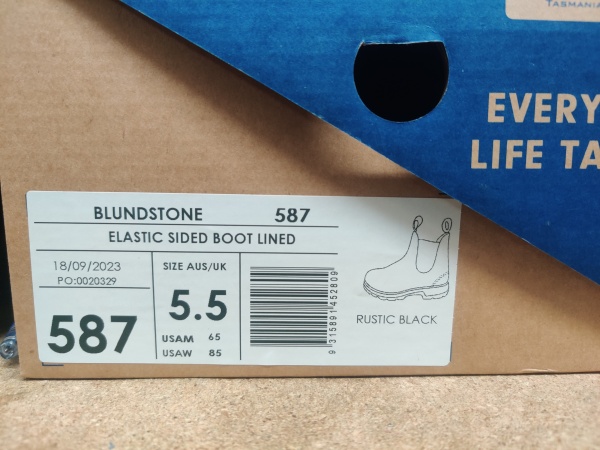 TASMANIA
EVERY
LIFE TA
BLUNDSTONE 587
ELASTIC SIDED BOOT LINED
18/09/2023
PO:0020329
587
SIZE AUS/UK
5.5
USAM 65
USAW 85
9 315891 452809
RUSTIC BLACK